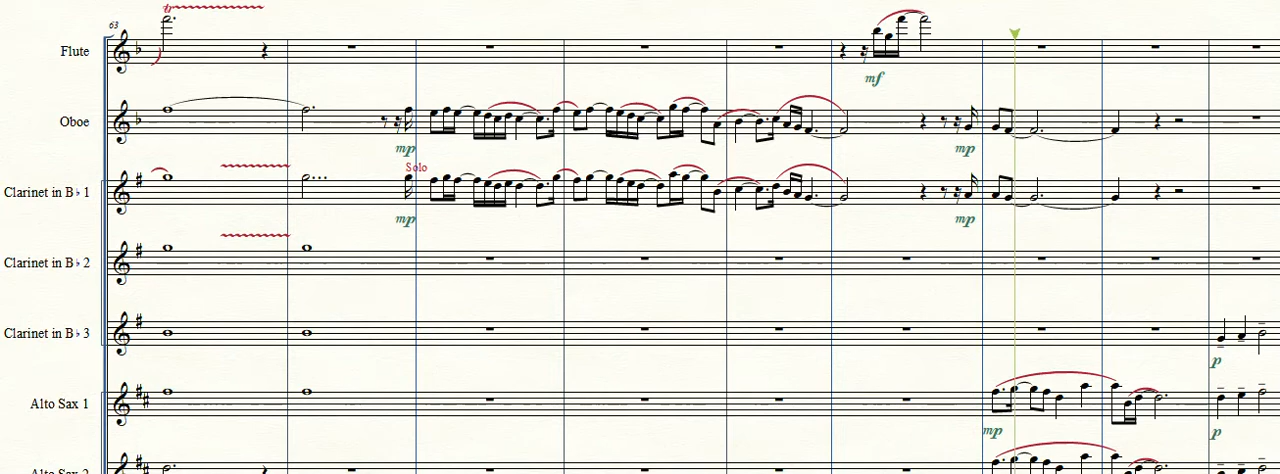 tr
63
Flute
mf
Oboe
mp
mp
Solo
Clarinet in B♭ 1
mp
mp
Clarinet in B♭ 2
Clarinet in B♭ 3
p
Alto Sax 1
mp
p
Alto Sax 2